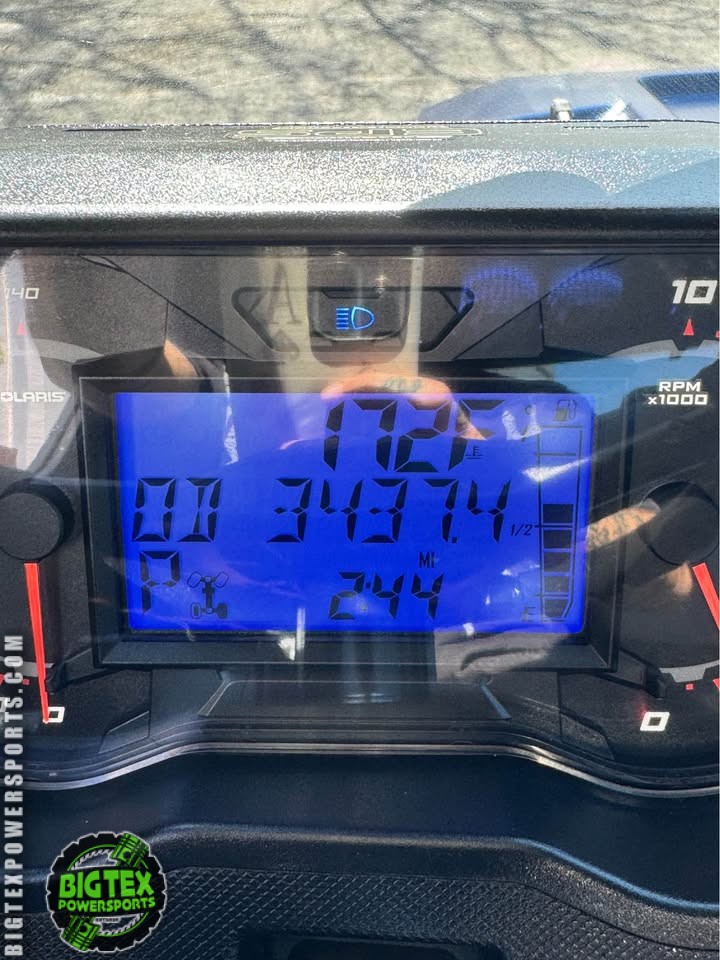 140
10
OLARIS
RPM
x1000
172F
OD 3437.4
1/2
MI
P
2:44
E
0
0
BIGTEXPOWERSPORTS.COM
BIGTEX
POWERSPORTS